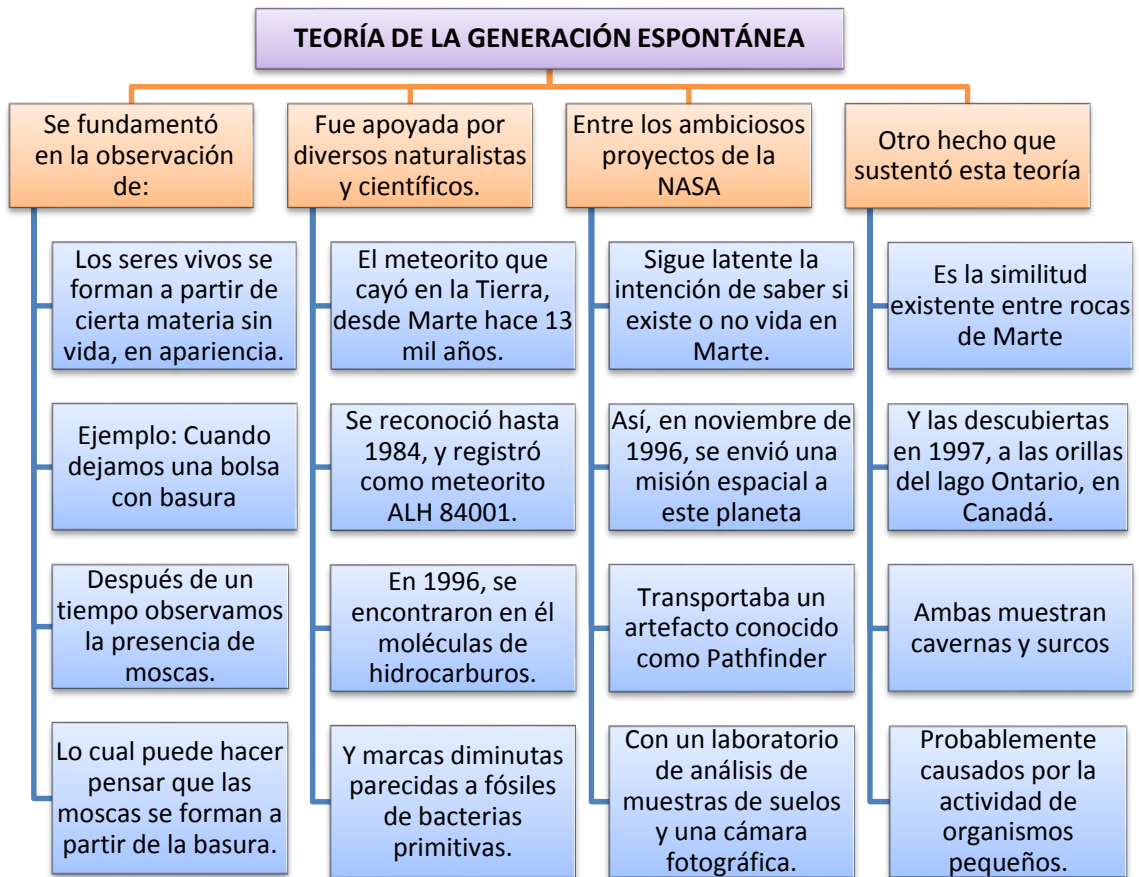 TEORÍA DE LA GENERACIÓN ESPONTÁNEA
Se fundamentó
en la observación
de:
Los seres vivos se
forman a partir de
cierta materia sin
vida, en apariencia.
Ejemplo: Cuando
dejamos una bolsa
con basura
Después de un
tiempo observamos
la presencia de
moscas.
Lo cual puede hacer
pensar que las
moscas se forman a
partir de la basura.
Fue apoyada por
diversos naturalistas
y científicos.
El meteorito que
cayó en la Tierra,
desde Marte hace 13
mil años.
Se reconoció hasta
1984, y registró
como meteorito
ALH 84001.
En 1996, se
encontraron en él
moléculas de
hidrocarburos.
Y marcas diminutas
parecidas a fósiles
de bacterias
primitivas.
Entre los ambiciosos
proyectos de la
NASA
Sigue latente la
intención de saber si
existe o no vida en
Marte.
Así, en noviembre de
1996, se envió una
misión espacial a
este planeta
Transportaba un
artefacto conocido
como Pathfinder
Con un laboratorio
de análisis de
muestras de suelos
y una cámara
fotográfica.
Otro hecho que
sustentó esta teoría
Es la similitud
existente entre rocas
de Marte
Y las descubiertas
en 1997, a las orillas
del lago Ontario, en
Canadá.
Ambas muestran
cavernas y surcos
Probablemente
causados por la
actividad de
organismos
pequeños.